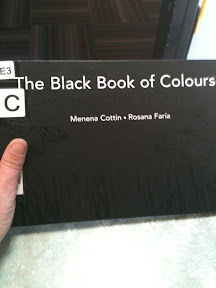 E3
C
The Black Book of Colours
Menena Cottin • Rosana Faria